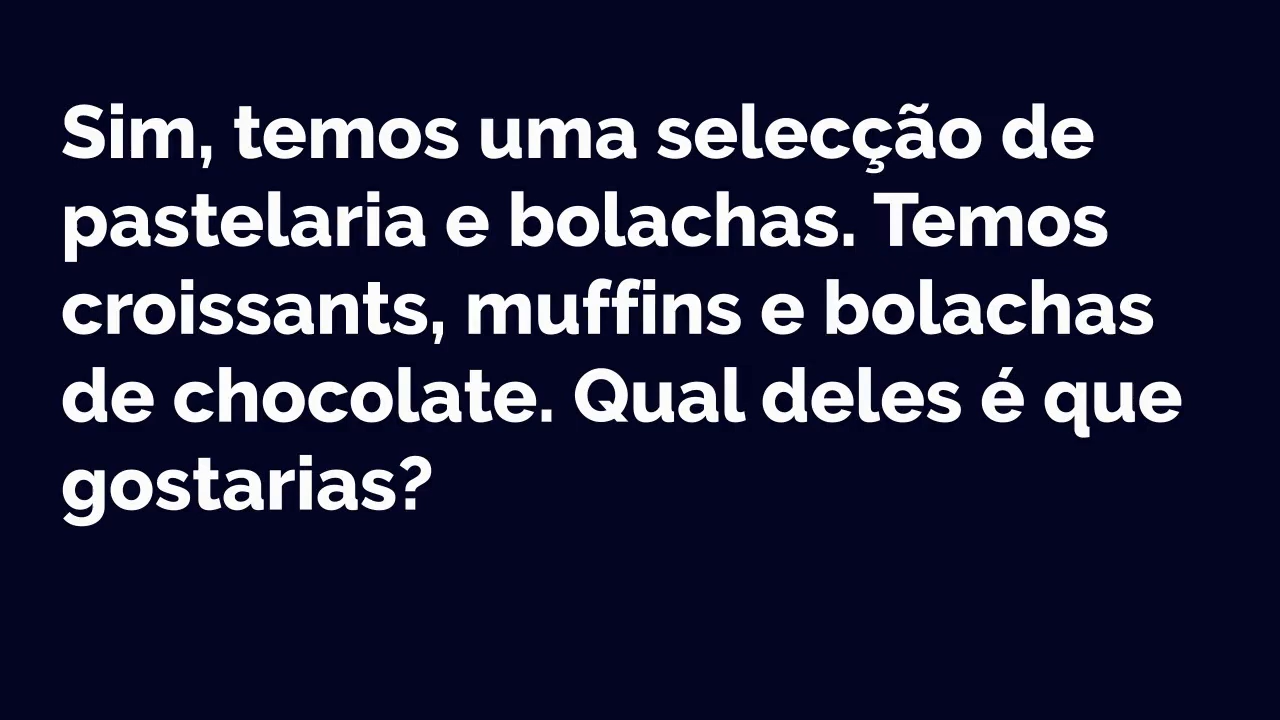 Sim, temos uma selecção de
pastelaria e bolachas. Temos
croissants, muffins e bolachas
de chocolate. Qual deles é que
gostarias?